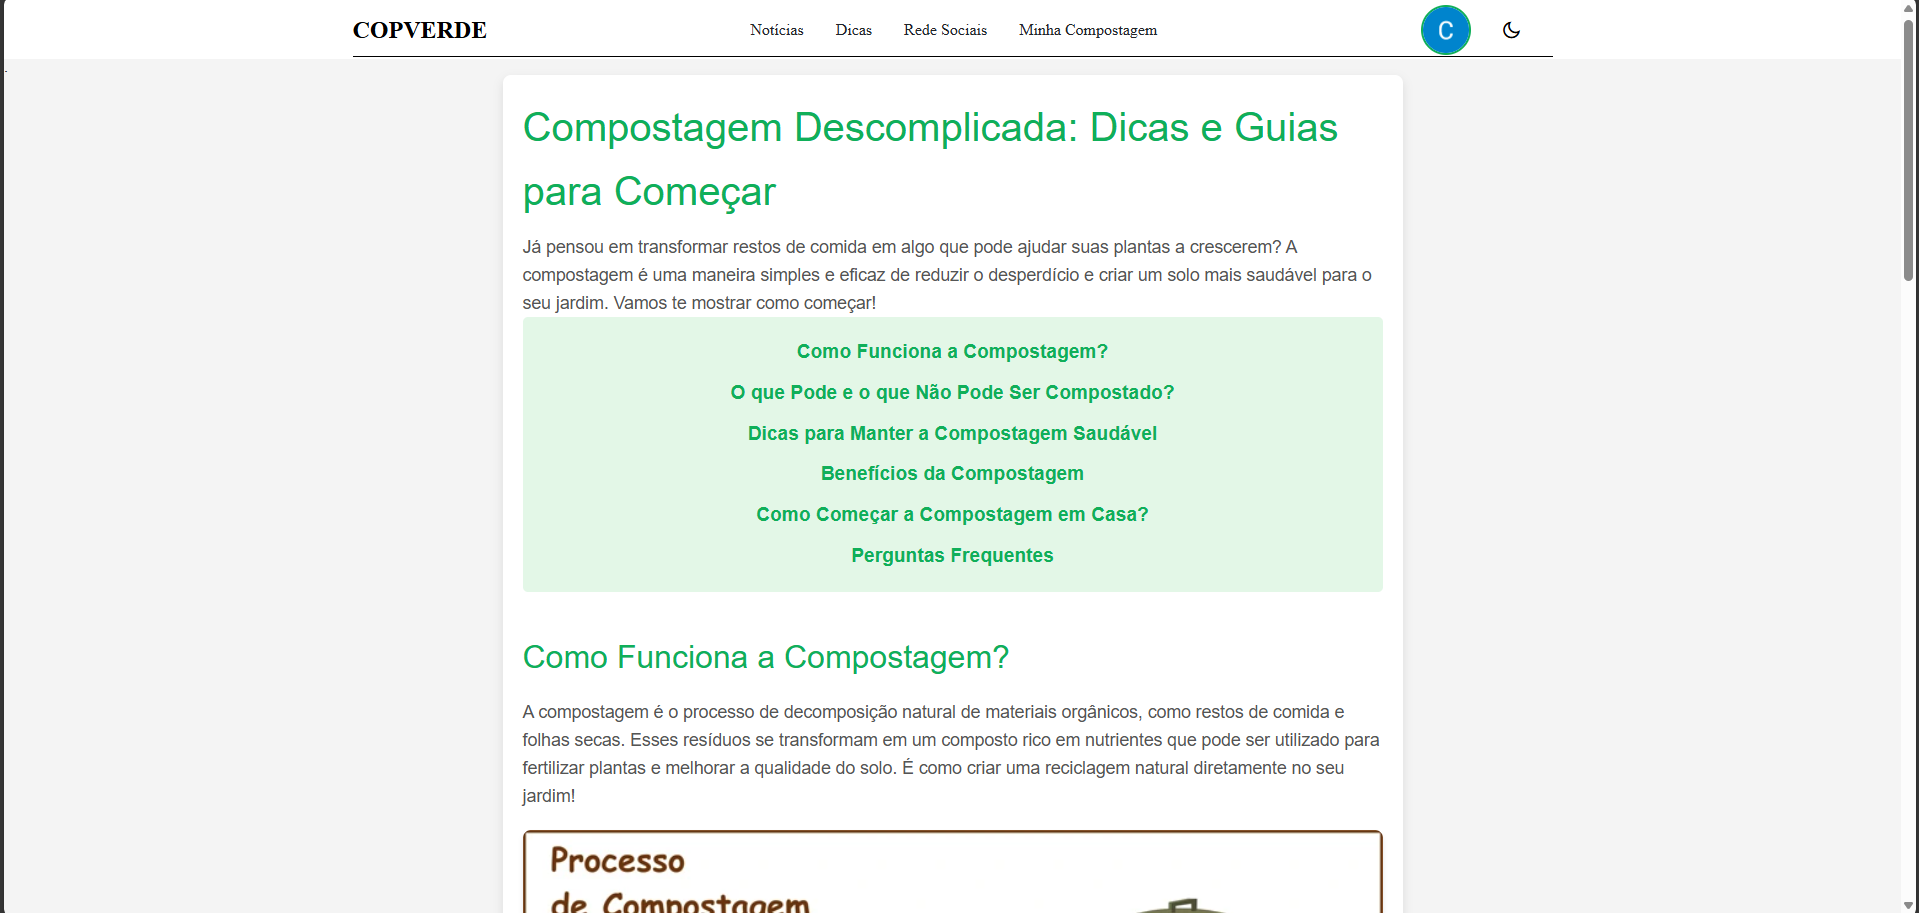 COPVERDE
Notícias Dicas Rede Sociais Minha Compostagem
C
Compostagem Descomplicada: Dicas e Guias
para Começar
Já pensou em transformar restos de comida em algo que pode ajudar suas plantas a crescerem? A
compostagem é uma maneira simples e eficaz de reduzir o desperdício e criar um solo mais saudável para o
seu jardim. Vamos te mostrar como começar!
Como Funciona a Compostagem?
O que Pode e o que Não Pode Ser Compostado?
Dicas para Manter a Compostagem Saudável
Benefícios da Compostagem
Como Começar a Compostagem em Casa?
Perguntas Frequentes
Como Funciona a Compostagem?
A compostagem é o processo de decomposição natural de materiais orgânicos, como restos de comida e
folhas secas. Esses resíduos se transformam em um composto rico em nutrientes que pode ser utilizado para
fertilizar plantas e melhorar a qualidade do solo. É como criar uma reciclagem natural diretamente no seu
jardim!
Processo
de Compostagem